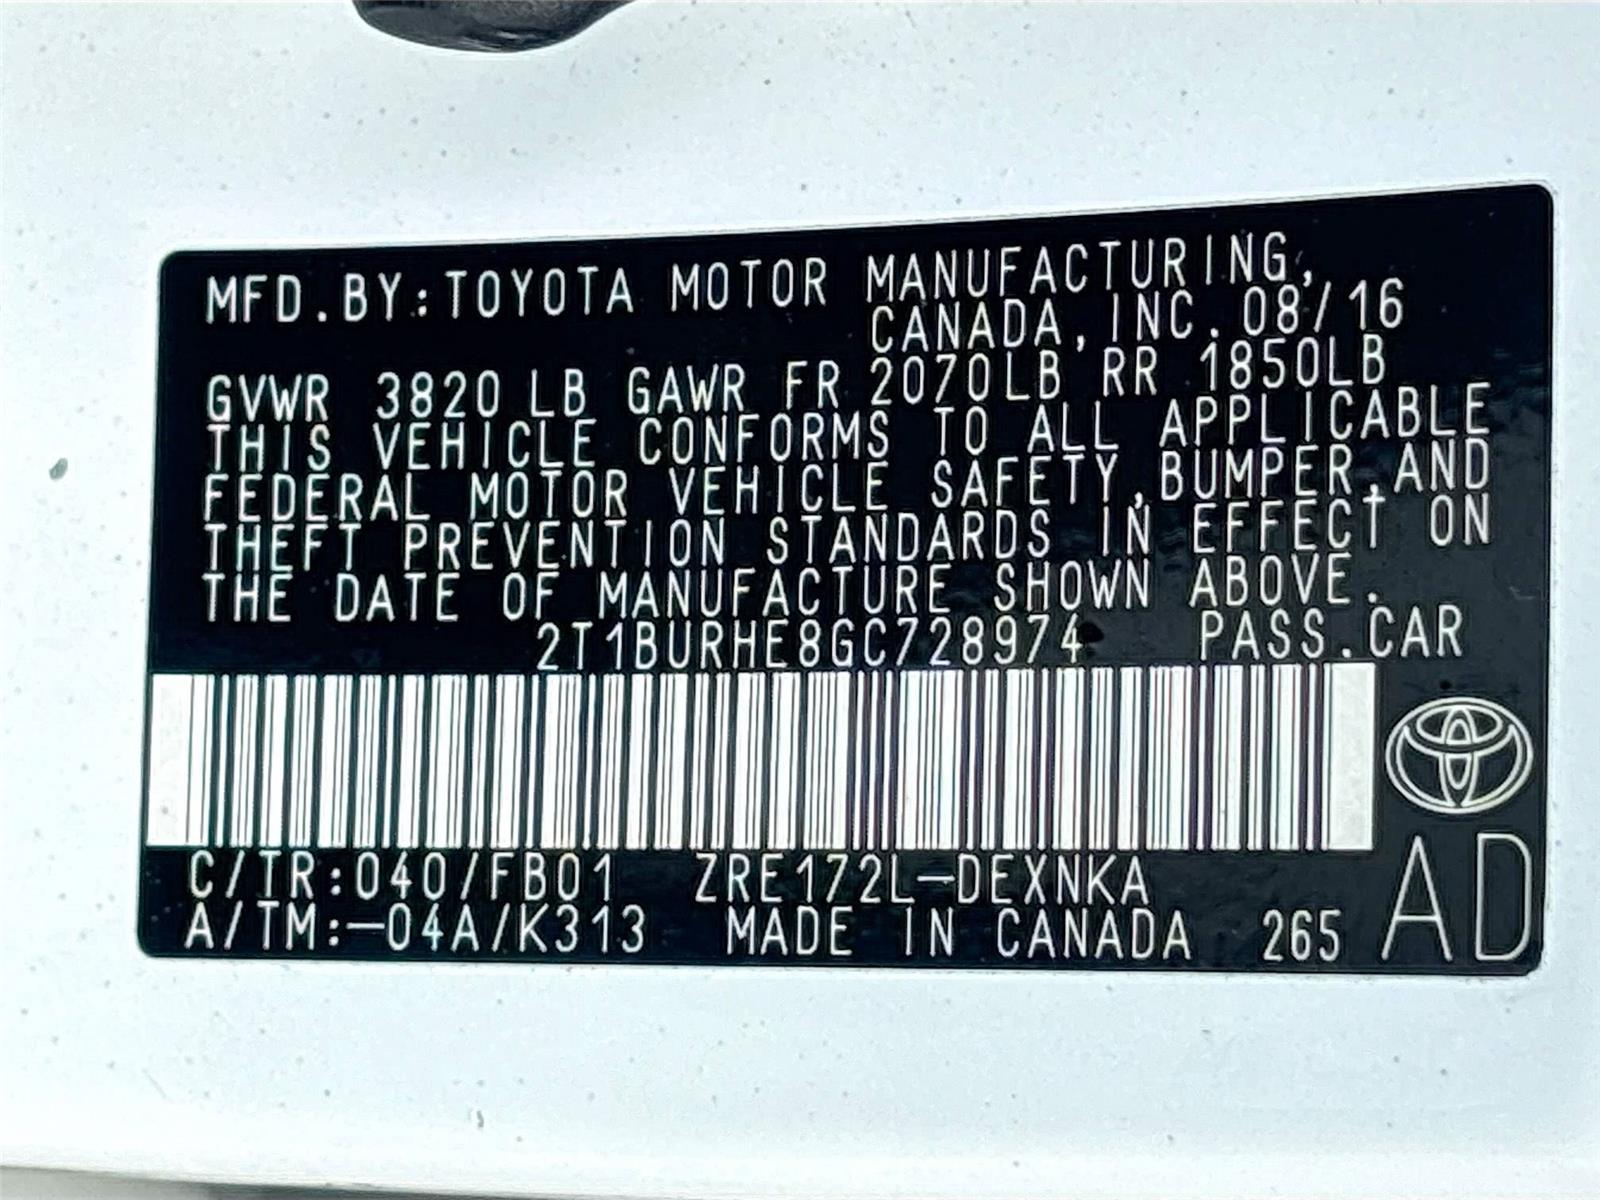 MFD.BY:TOYOTA MOTOR MANUFACTURING,
CANADA,INC. 08/16
GVWR 3820 LB GAWR FR 2070LB RR 1850LB
THIS VEHICLE CONFORMS TO ALL APPLICABLE
FEDERAL MOTOR VEHICLE SAFETY,BUMPER,AND
THEFT PREVENTION STANDARDS IN EFFECT ON
THE DATE OF MANUFACTURE SHOWN ABOVE.
2T1BURHE8GC728974 PASS.CAR
C/TR:040/FB01 ZRE172L-DEXNKA
A/TM:-04A/K313 MADE IN CANADA 265
AD